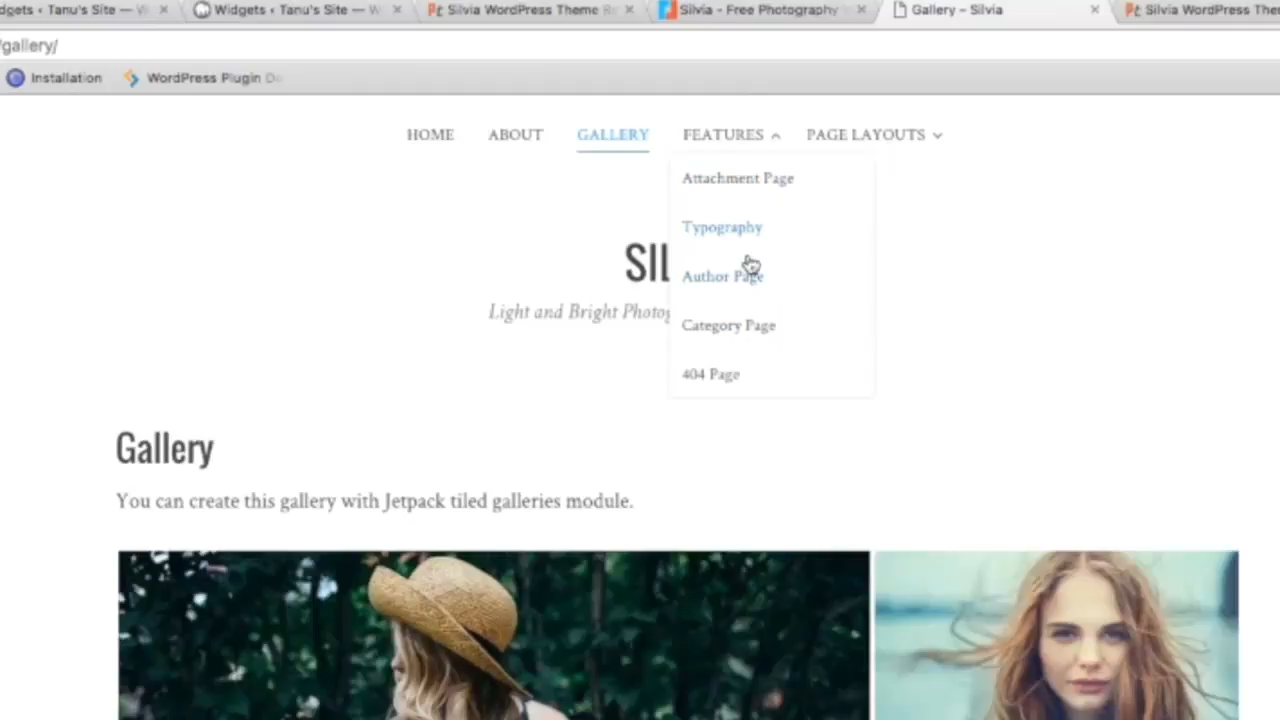 dgets ‹ Tanu's Site — W
Widgets ‹ Tanu's Site — W
Silvia WordPress Theme
Silvia - Free Photography
Gallery – Silvia
Silvia WordPress
/gallery/
Installation
WordPress Plugin
HOME ABOUT GALLERY FEATURES PAGE LAYOUTS
Attachment Page
Typography
Author Page
Category Page
404 Page
SIL
Light and Bright
Gallery
You can create this gallery with Jetpack tiled galleries module.